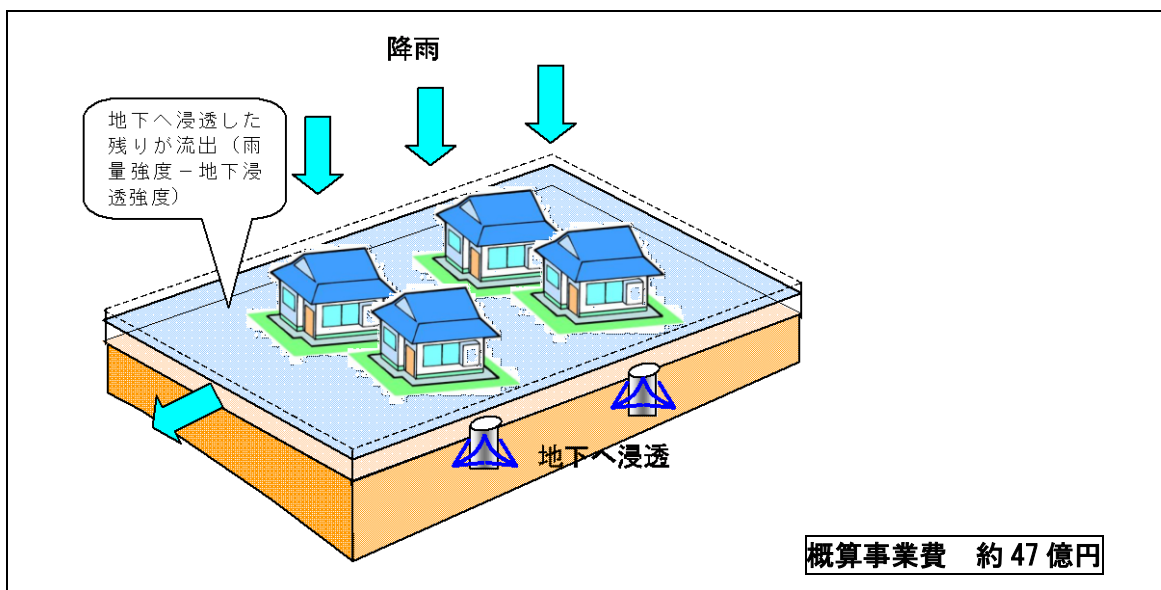 降雨
地下へ浸透した
残りが流出（雨
量強度－地下浸
透強度）
地下へ浸透
概算事業費　約 47 億円